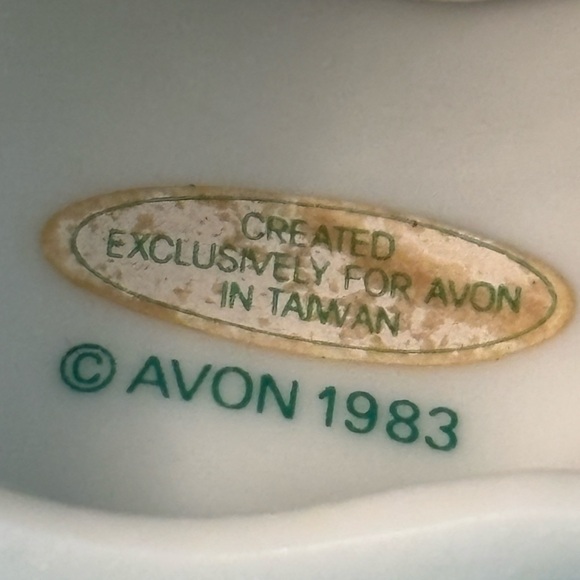 CREATED
EXCLUSIVELY FOR AVON
IN TAIWAN
© AVON 1983